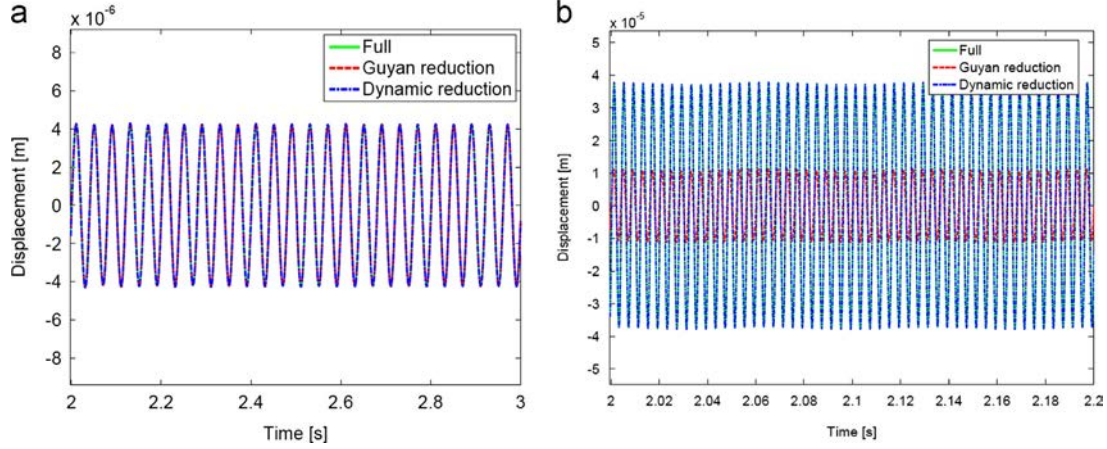 a
x 10⁻⁶
Full
Guyan reduction
Dynamic reduction
8
6
4
2
0
-2
-4
-6
-8
Displacement [m]
2 2.2 2.4 2.6 2.8 3
Time [s]
b
x 10⁻⁵
Full
Guyan reduction
Dynamic reduction
5
4
3
2
1
0
-1
-2
-3
-4
-5
Displacement [m]
2 2.02 2.04 2.06 2.08 2.1 2.12 2.14 2.16 2.18 2.2
Time [s]